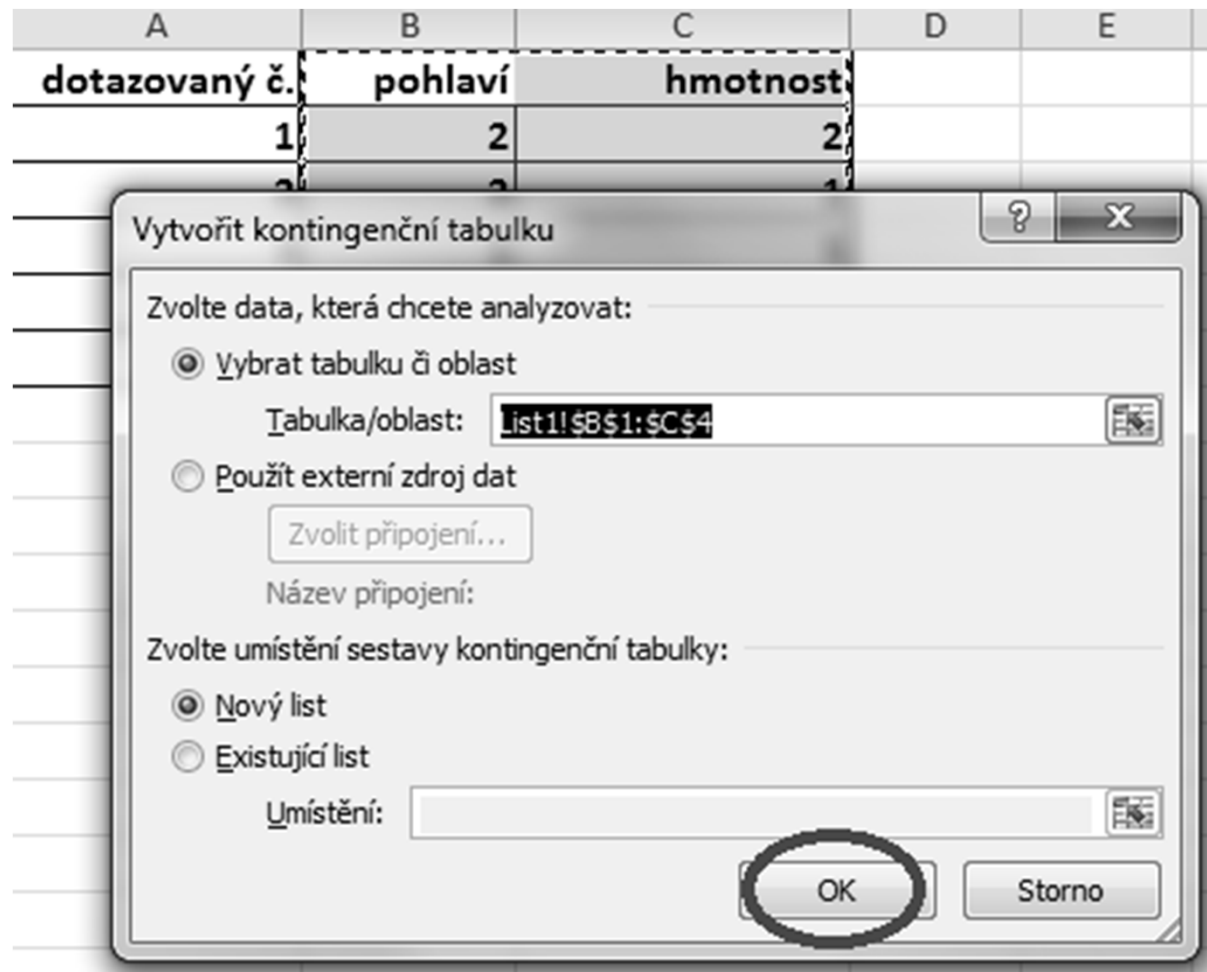 A B C D E
dotazovaný č. pohlaví hmotnost
1 2 2
Vytvořit kontingenční tabulku
Zvolte data, která chcete analyzovat:
Vybrat tabulku či oblast
Tabulka/oblast: List1!$B$1:$C$4
Použít externí zdroj dat
Zvolit připojení...
Název připojení:
Zvolte umístění sestavy kontingenční tabulky:
Nový list
Existující list
Umístění:
OK Storno